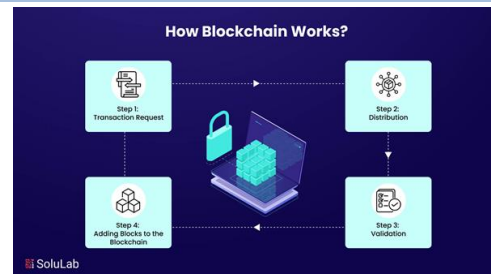 How Blockchain Works?
Step 1:
Transaction Request
Step 2:
Distribution
Step 4:
Adding Blocks to the
Blockchain
Step 3:
Validation
SoluLab